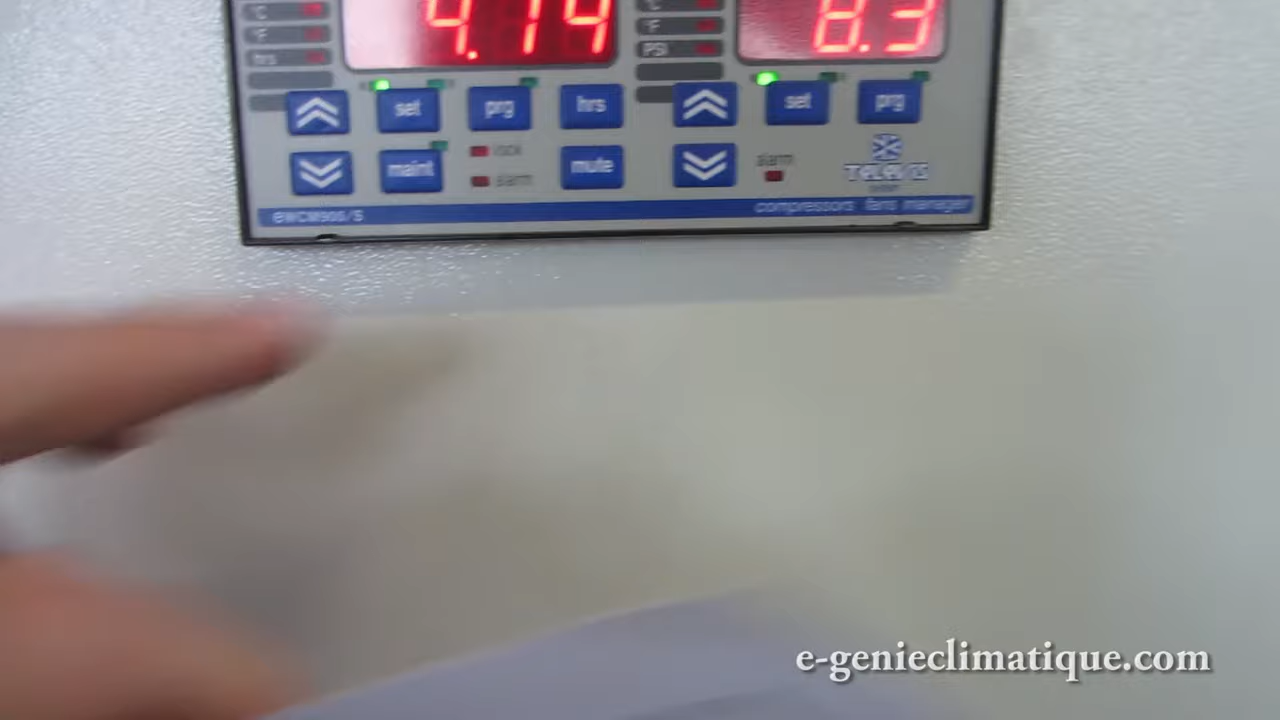 °C
°F
hrs
4.14
°F
PSI
8.3
set
prg
hrs
set
prg
maint
lock
alarm
mute
alarm
TELEVIS
EWCM900/S
compressors fans manager
e-genieclimatique.com